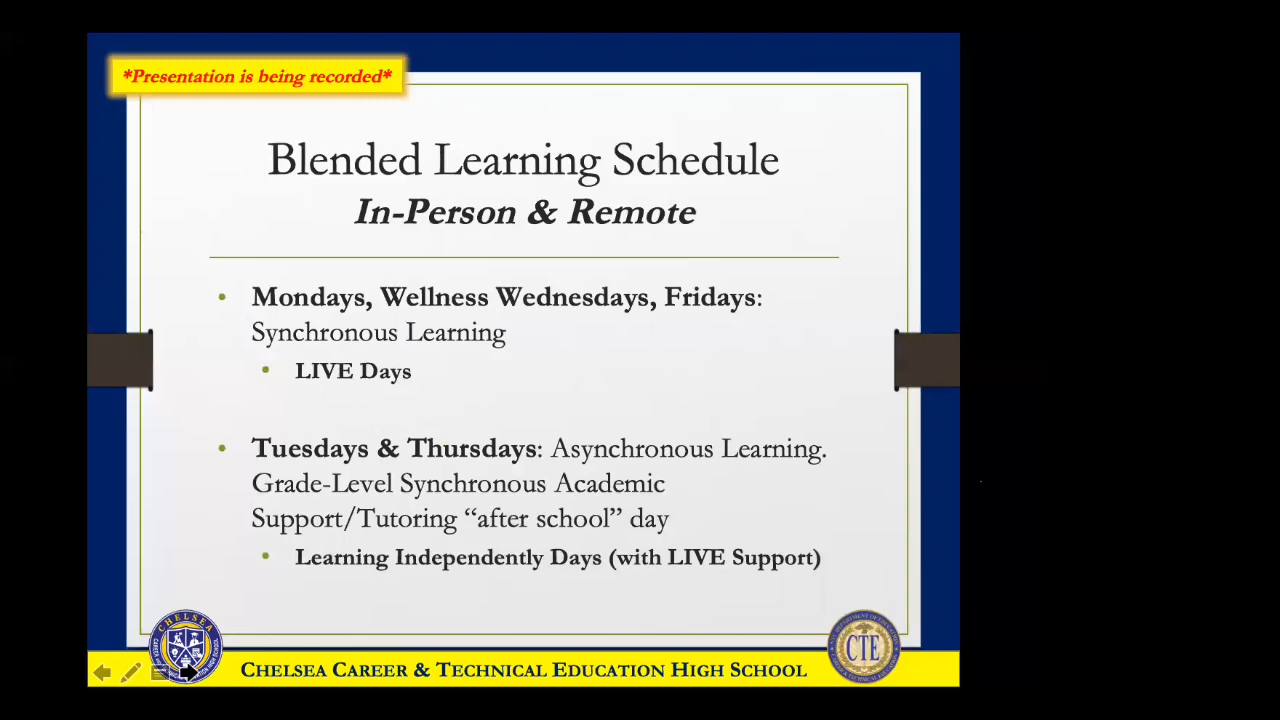 *Presentation is being recorded*
Blended Learning Schedule
In-Person & Remote
• Mondays, Wellness Wednesdays, Fridays:
Synchronous Learning
• LIVE Days
• Tuesdays & Thursdays: Asynchronous Learning.
Grade-Level Synchronous Academic
Support/Tutoring “after school” day
• Learning Independently Days (with LIVE Support)
CHELSEA
CTE
CHELSEA CAREER & TECHNICAL EDUCATION HIGH SCHOOL